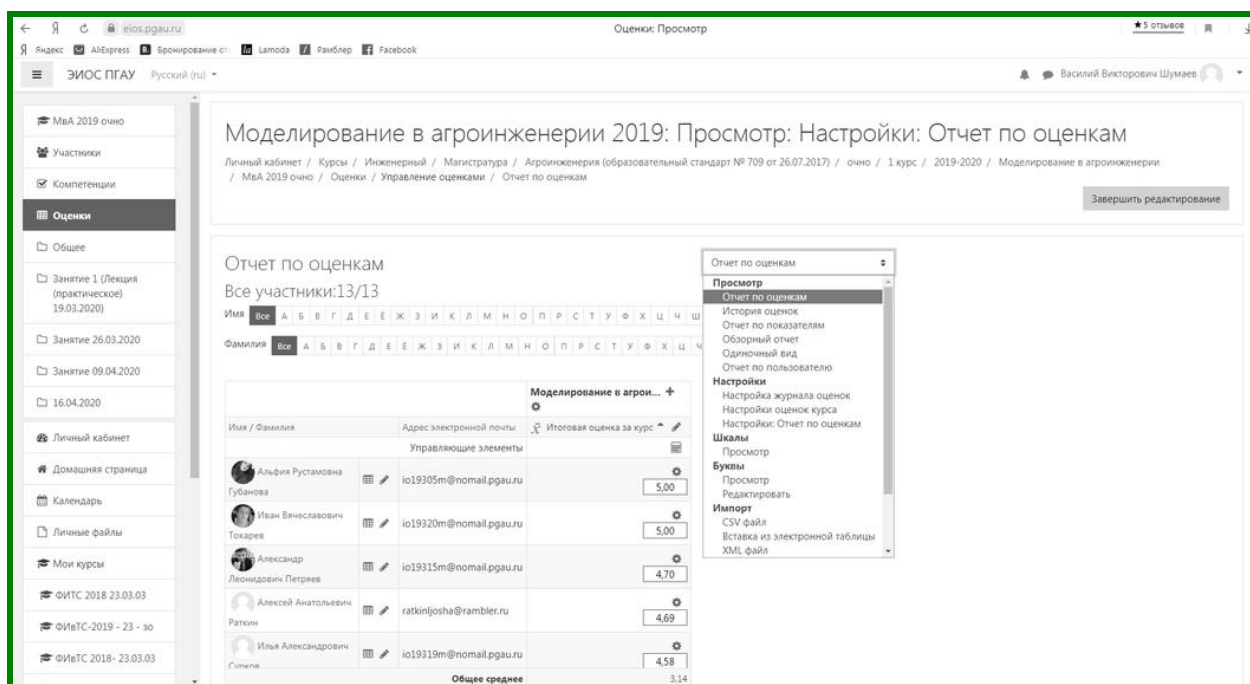 eios.pgau.ru
Оценки: Просмотр
★5 отзывов
Яндекс AliExpress Бронирование от Lamoda Рамблер Facebook
ЭИОС ПГАУ Русский (ru)
Василий Викторович Шумаев
МвА 2019 очно
Участники
Компетенции
Оценки
Общее
Занятие 1 (Лекция
(практическое)
19.03.2020)
Занятие 26.03.2020
Занятие 09.04.2020
16.04.2020
Личный кабинет
Домашняя страница
Календарь
Личные файлы
Мои курсы
ФИТС 2018 23.03.03
ФИвТС-2019 - 23 - зо
ФИвТС 2018- 23.03.03
Моделирование в агроинженерии 2019: Просмотр: Настройки: Отчет по оценкам
Личный кабинет / Курсы / Инженерный / Магистратура / Агроинженерия (образовательный стандарт № 709 от 26.07.2017) / очно / 1 курс / 2019-2020 / Моделирование в агроинженерии
/ МвА 2019 очно / Оценки / Управление оценками / Отчет по оценкам
Завершить редактирование
Отчет по оценкам
Все участники:13/13
Имя Все А Б В Г Д Е Ё Ж З И К Л М Н О П Р С Т У Ф Х Ц Ч Ш
Фамилия Все А Б В Г Д Е Ё Ж З И К Л М Н О П Р С Т У Ф Х Ц Ч
Моделирование в агрои...
Имя / Фамилия Адрес электронной почты Итоговая оценка за курс
Управляющие элементы
Альфия Рустамовна
Губанова
io19305m@nomail.pgau.ru
5,00
Иван Вячеславович
Токарев
io19320m@nomail.pgau.ru
5,00
Александр
Леонидович Петряев
io19315m@nomail.pgau.ru
4,70
Алексей Анатольевич
Раткин
ratkinljosha@rambler.ru
4,69
Илья Александрович
Сурков
io19319m@nomail.pgau.ru
4,58
Общее среднее 3,14
Отчет по оценкам
Просмотр
Отчет по оценкам
История оценок
Отчет по показателям
Обзорный отчет
Одиночный вид
Отчет по пользователю
Настройки
Настройка журнала оценок
Настройки оценок курса
Настройки: Отчет по оценкам
Шкалы
Просмотр
Буквы
Просмотр
Редактировать
Импорт
CSV файл
Вставка из электронной таблицы
XML файл